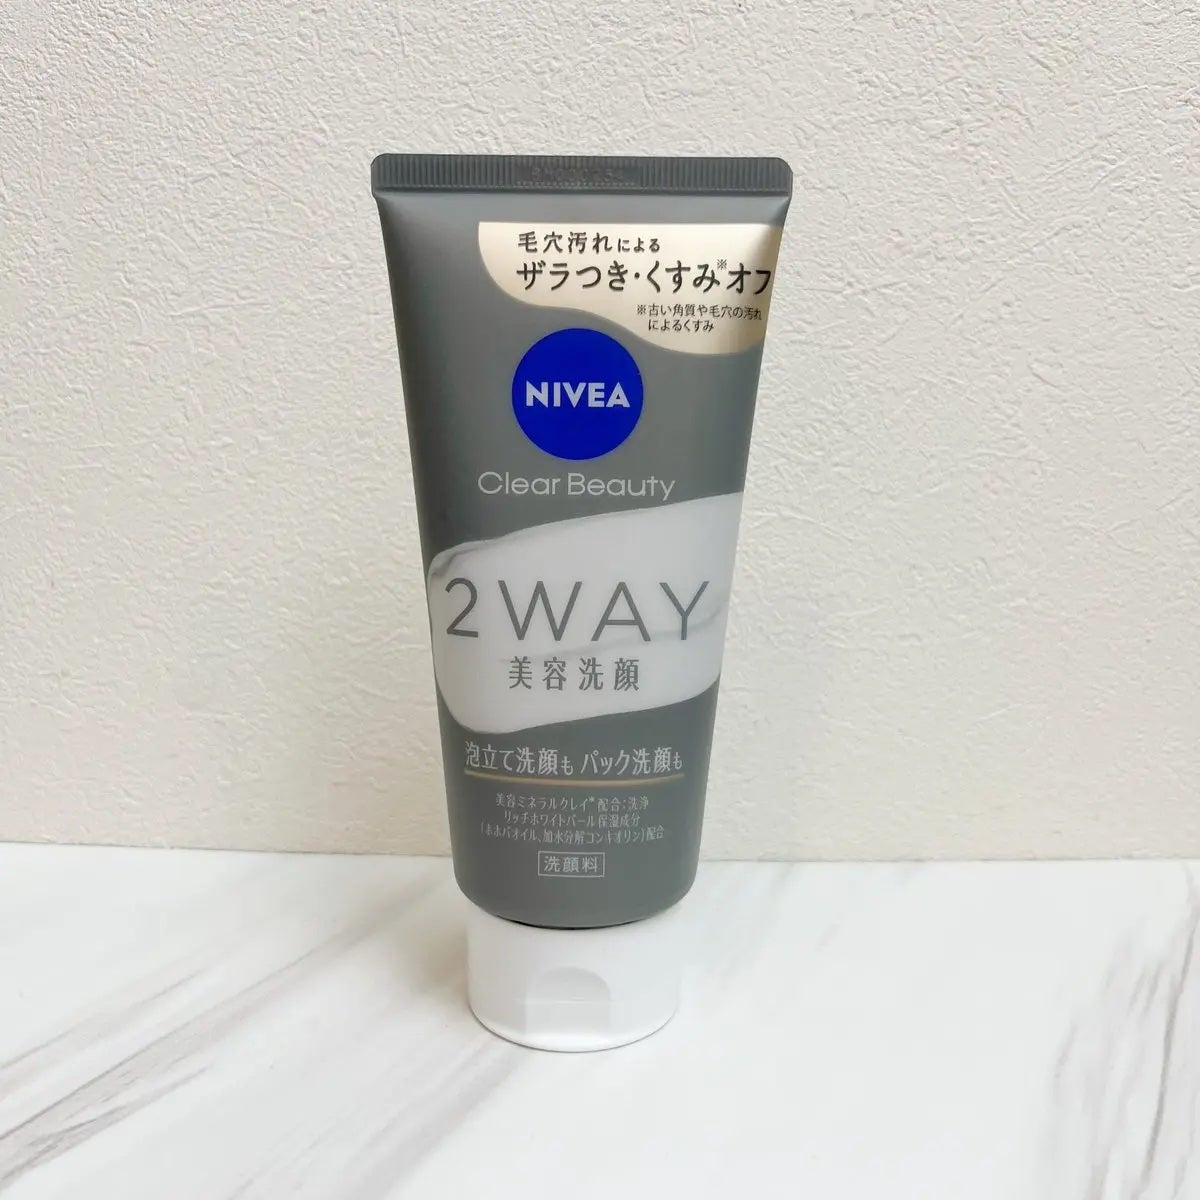 毛穴汚れによる
ザラつき・くすみ※オフ
※古い角質や毛穴の汚れ
によるくすみ
NIVEA
Clear Beauty
2 WAY
美容洗顔
泡立て洗顔も パック洗顔も
美容ミネラルクレイ*配合:洗浄
リッチホワイトパール保湿成分
(ホホバオイル、加水分解コンキオリン)配合
洗顔料